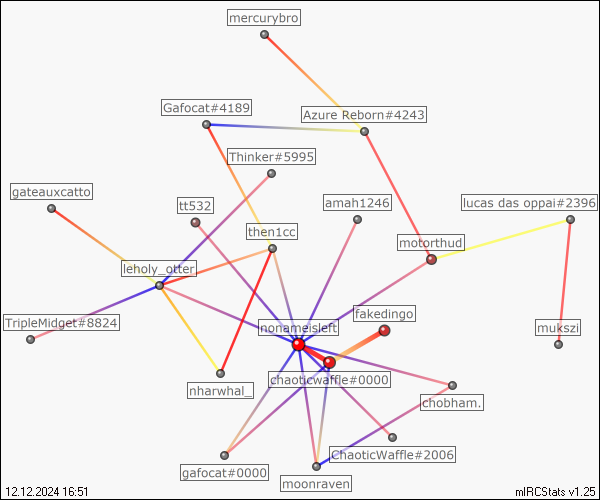 mercurybro
Gafocat#4189
Azure Reborn#4243
Thinker#5995
gateauxcatto
tt532
amah1246
lucas das oppai#2396
then1cc
motorthud
leholy_otter
TripleMidget#8824
nonameisleft
fakedingo
mukszi
chaoticwaffle#0000
nharwhal_
chobham.
ChaoticWaffle#2006
gafocat#0000
moonraven
12.12.2024 16:51
mIRCStats v1.25